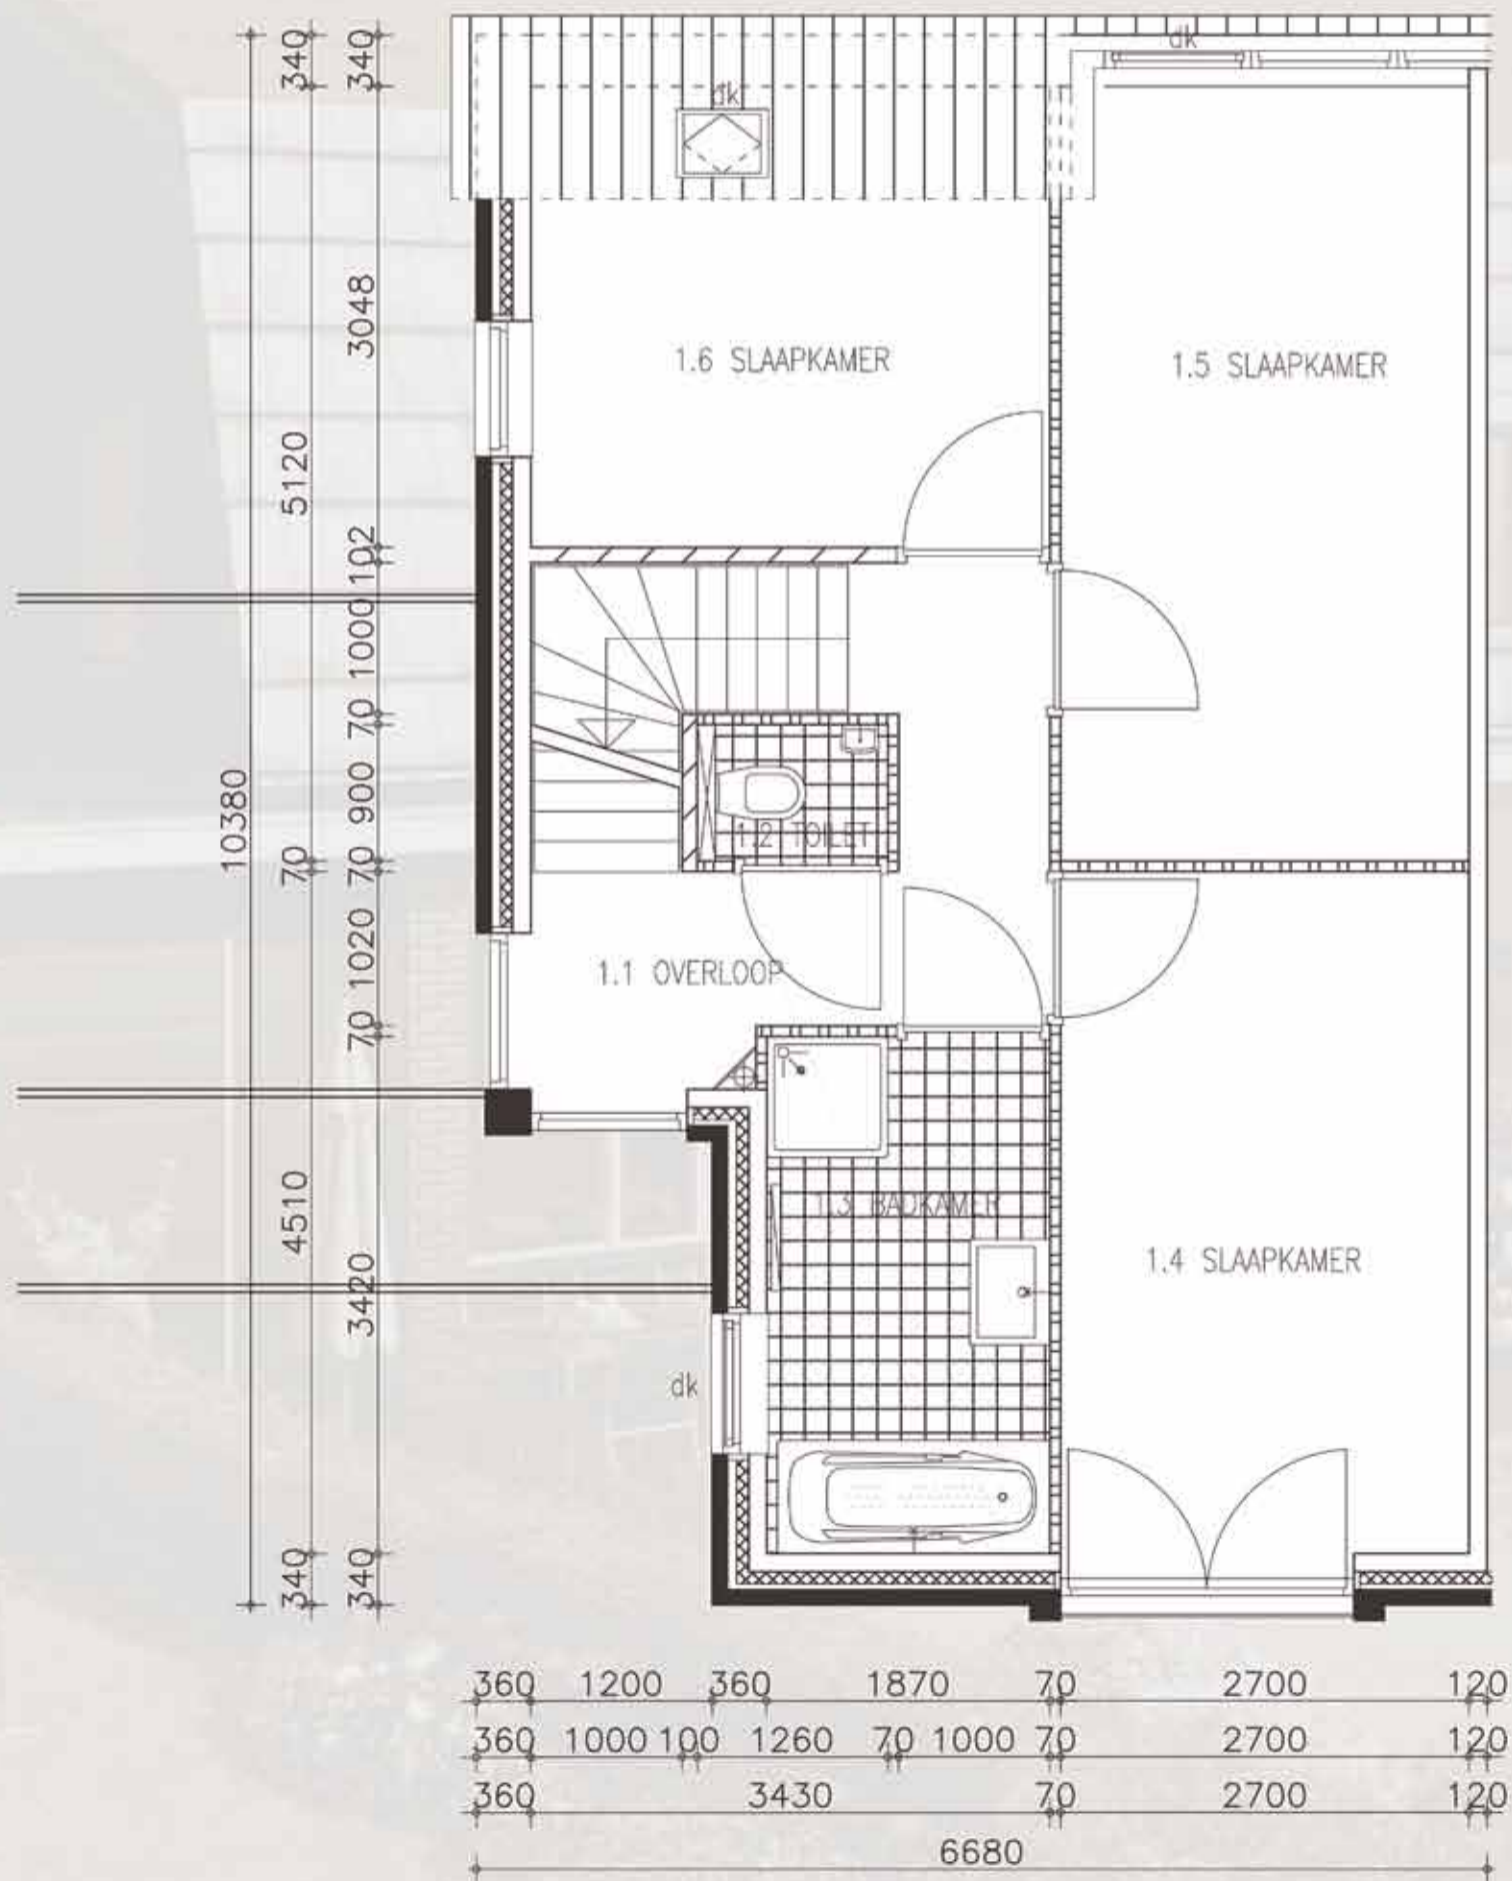 dk
dk
340
340
3048
5120
102
1000
70
900
70
70
10380
1020
70
4510
3420
340
340
1.6 SLAAPKAMER
1.5 SLAAPKAMER
1.2 TOILET
1.1 OVERLOOP
1.3 BADKAMER
1.4 SLAAPKAMER
dk
360 1200 360 1870 70 2700 120
360 1000 100 1260 70 1000 70 2700 120
360 3430 70 2700 120
6680